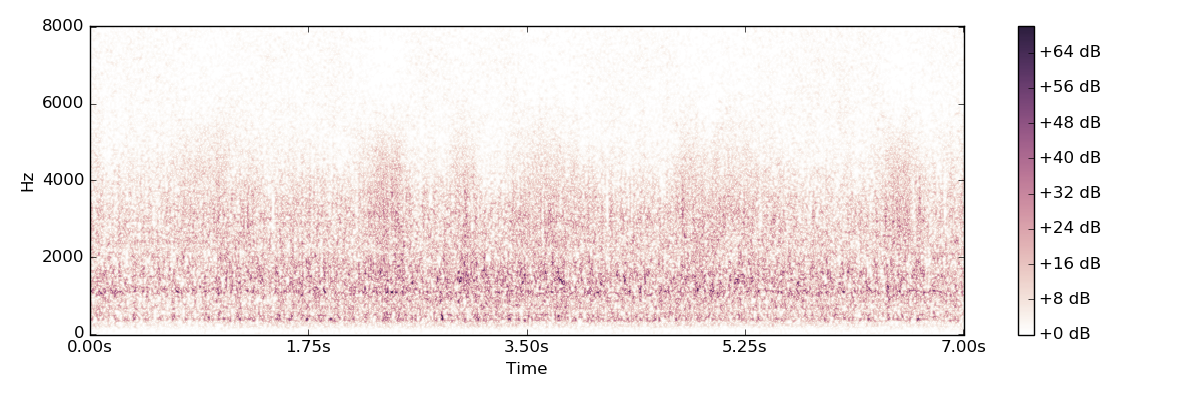 8000
6000
4000
2000
0
Hz
0.00s
1.75s
3.50s
5.25s
7.00s
Time
+64 dB
+56 dB
+48 dB
+40 dB
+32 dB
+24 dB
+16 dB
+8 dB
+0 dB